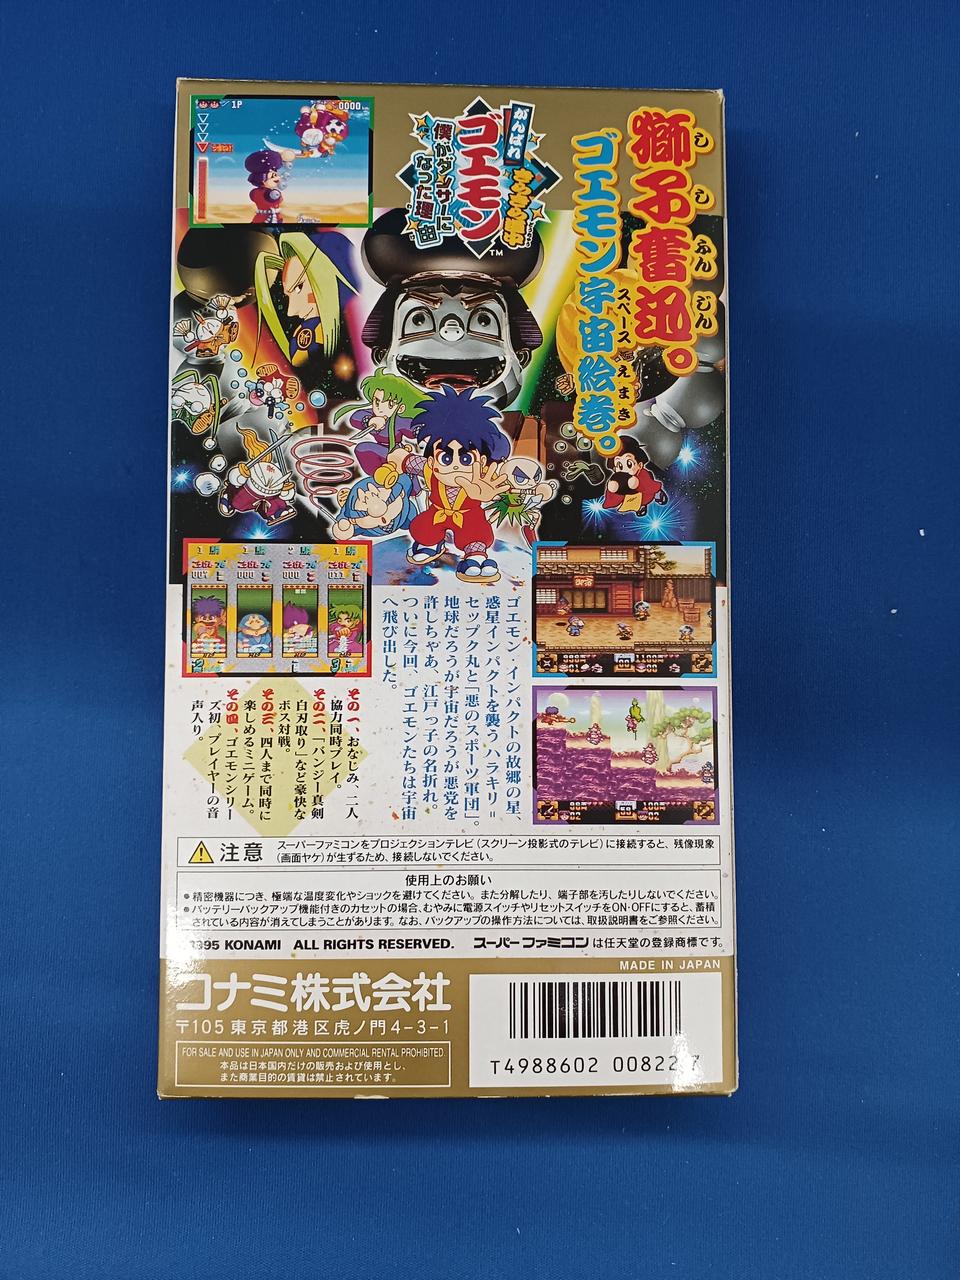 獅子奮迅。
ししふんじん
ゴエモン宇宙絵巻。
スペースえまき
がんばれ
ゴエモン
きらきら道中
僕がダンサーに
なった理由
TM
1P
0000
ゴエモン・インパクトの故郷の星、
惑星インパクトを襲うハラキリ=
セップク丸と「悪のスポーツ軍団」。
地球だろうが宇宙だろうが悪党を
許しちゃあ、江戸っ子の名折れ。
ついに今回、ゴエモンたちは宇宙
へ飛び出した。
その一、おなじみ、二人
協力同時プレイ。
その二、「バンジー真剣
白刃取り」など豪快な
ボス対戦。
その三、四人まで同時に
楽しめるミニゲーム。
その四、ゴエモンシリー
ズ初、プレイヤーの音
声入り。
注意 スーパーファミコンをプロジェクションテレビ(スクリーン投影式のテレビ)に接続すると、残像現象
(画面ヤケ)が生ずるため、接続しないでください。
使用上のお願い
●精密機器につき、極端な温度変化やショックを避けてください。また分解したり、端子部を汚したりしないでください。
●バッテリーバックアップ機能付きのカセットの場合、むやみに電源スイッチやリセットスイッチをON・OFFにすると、蓄積
されている内容が消えてしまうことがあります。なお、バックアップの操作方法については、取扱説明書をご参照ください。
1995 KONAMI ALL RIGHTS RESERVED. スーパーファミコンは任天堂の登録商標です。
MADE IN JAPAN
コナミ株式会社
〒105 東京都港区虎ノ門4-3-1
FOR SALE AND USE IN JAPAN ONLY AND COMMERCIAL RENTAL PROHIBITED.
本品は日本国内だけの販売および使用とし、
また商業目的の賃貸は禁止されています。
T4988602 00822 7